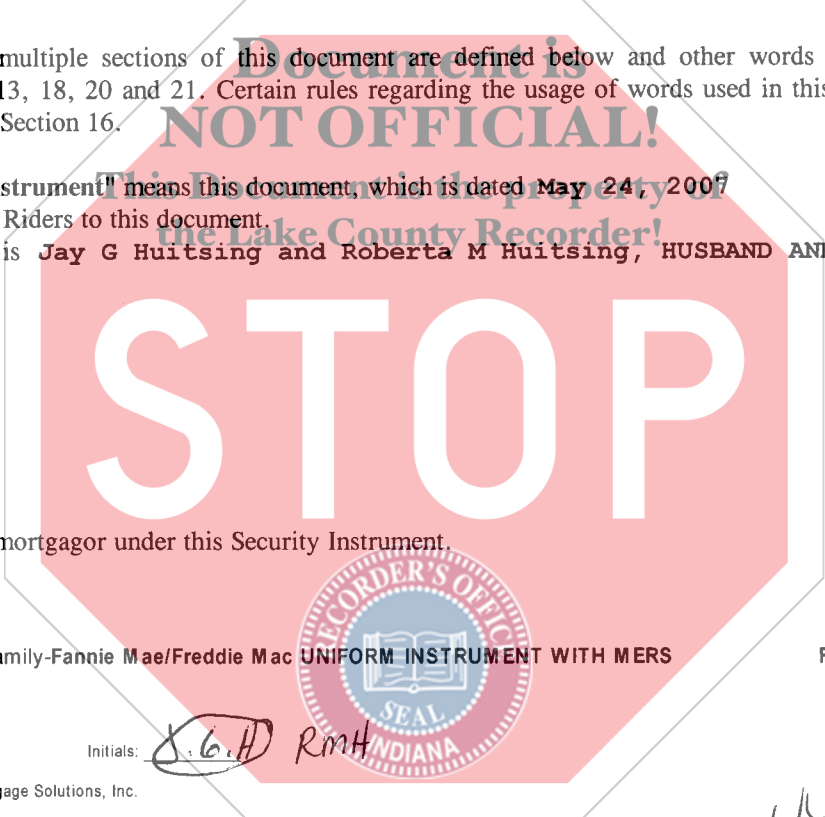 Document is
multiple sections of this document are defined below and other words
13, 18, 20 and 21. Certain rules regarding the usage of words used in this
NOT OFFICIAL!
Section 16.
strument" means this document, which is dated May 24, 2007
This Document is the property of
Riders to this document.
the Lake County Recorder!
is Jay G Huitsing and Roberta M Huitsing, HUSBAND AN
STOP
mortgagor under this Security Instrument.
RECORDER'S OFFIC
amily-Fannie Mae/Freddie Mac UNIFORM INSTRUMENT WITH MERS
SEAL
INDIANA
Initials: J.G.H RMH
gage Solutions, Inc.